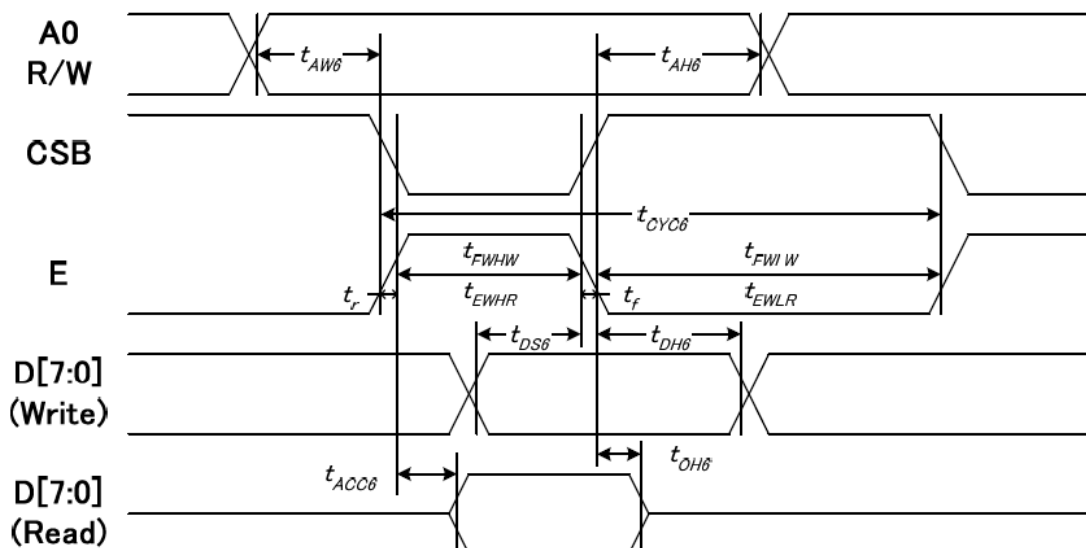 A0
R/W
tAW6
tAH6
CSB
tCYC6
E
tr
tFWHW
tEWHR
tf
tFWIW
tEWLR
tDS6
tDH6
D[7:0]
(Write)
tACC6
tOH6
D[7:0]
(Read)